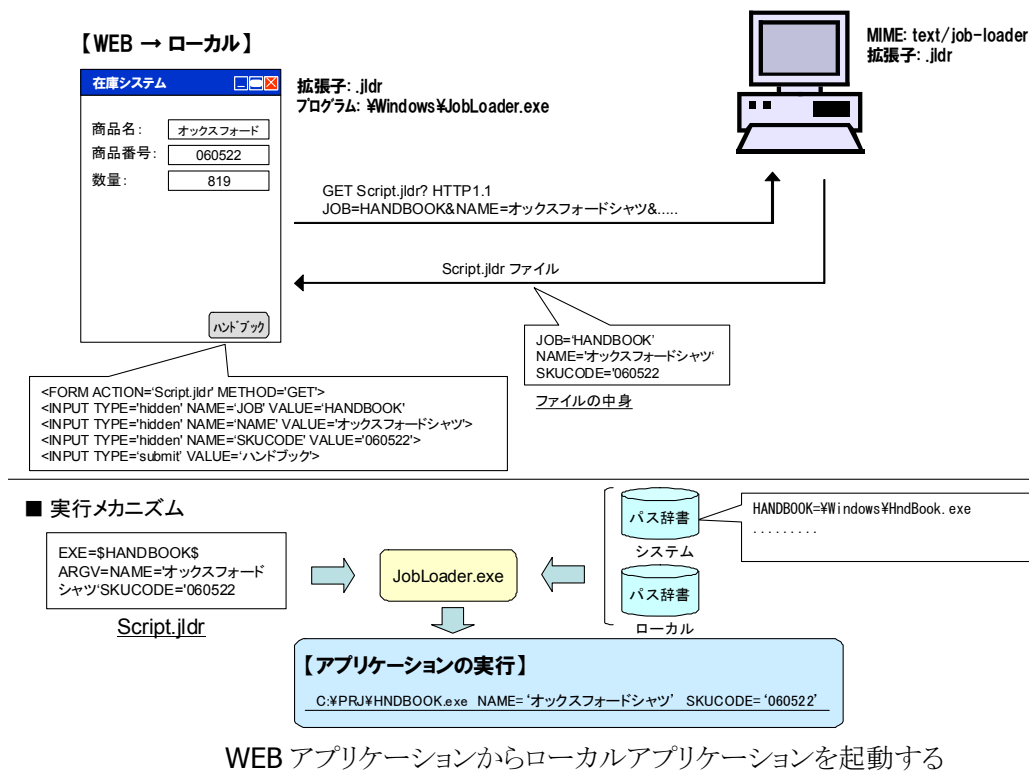 【WEB → ローカル】
在庫システム
商品名:
オックスフォード
商品番号:
060522
数量:
819
ハンドブック
拡張子: .jldr
プログラム: ¥Windows¥JobLoader.exe
MIME: text/job-loader
拡張子: .jldr
GET Script.jldr? HTTP1.1
JOB=HANDBOOK&NAME=オックスフォードシャツ&.....
Script.jldr ファイル
JOB='HANDBOOK'
NAME='オックスフォードシャツ'
SKUCODE='060522
ファイルの中身
<FORM ACTION='Script.jldr' METHOD='GET'>
<INPUT TYPE='hidden' NAME='JOB' VALUE='HANDBOOK'
<INPUT TYPE='hidden' NAME='NAME' VALUE='オックスフォードシャツ'>
<INPUT TYPE='hidden' NAME='SKUCODE' VALUE='060522'>
<INPUT TYPE='submit' VALUE='ハンドブック'>
■ 実行メカニズム
EXE=$HANDBOOK$
ARGV=NAME='オックスフォード
シャツ'SKUCODE='060522
Script.jldr
JobLoader.exe
パス辞書
システム
パス辞書
ローカル
HANDBOOK=¥Windows¥HndBook.exe
.........
【アプリケーションの実行】
C:¥PRJ¥HNDBOOK.exe NAME='オックスフォードシャツ' SKUCODE='060522'
WEB アプリケーションからローカルアプリケーションを起動する